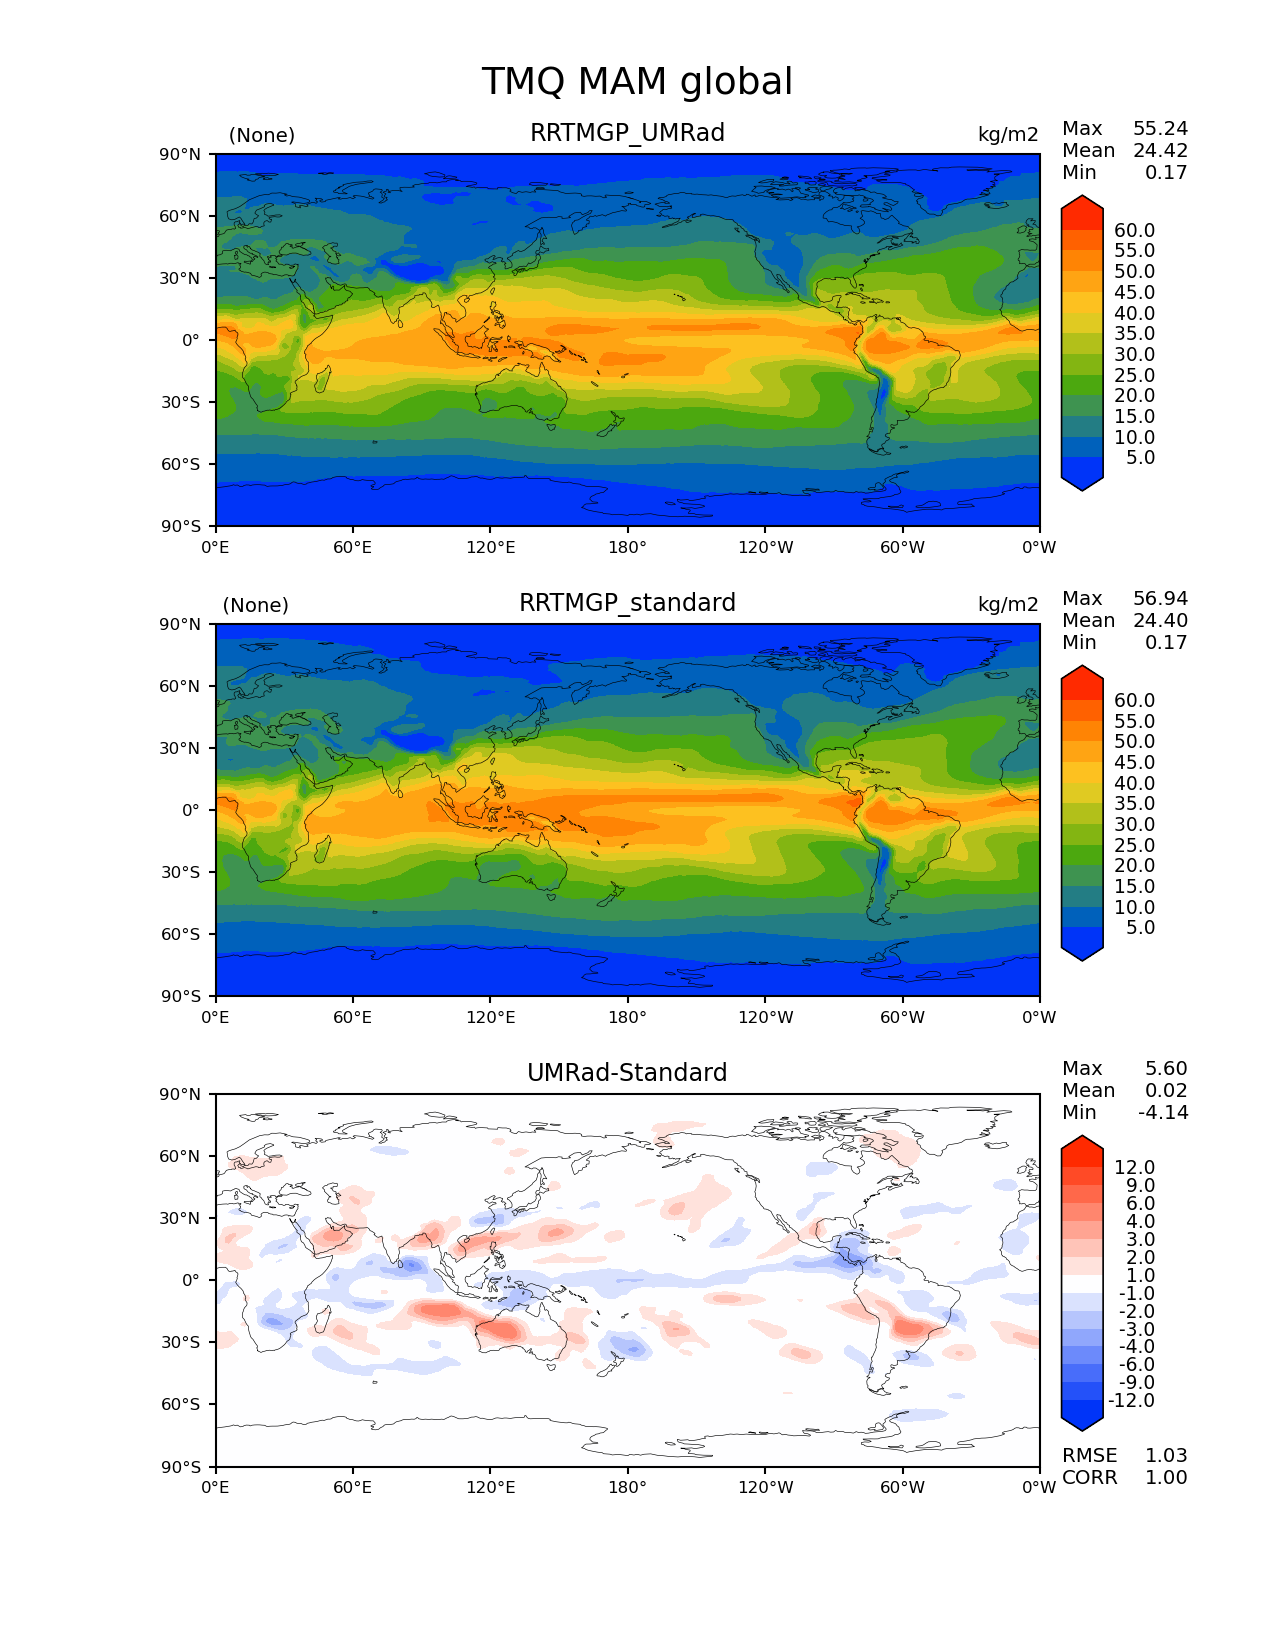 TMQ MAM global
(None) RRTMGP_UMRad kg/m2
Max 55.24
Mean 24.42
Min 0.17
90°N
60°N
30°N
0°
30°S
60°S
90°S
0°E 60°E 120°E 180° 120°W 60°W 0°W
60.0
55.0
50.0
45.0
40.0
35.0
30.0
25.0
20.0
15.0
10.0
5.0
(None) RRTMGP_standard kg/m2
Max 56.94
Mean 24.40
Min 0.17
90°N
60°N
30°N
0°
30°S
60°S
90°S
0°E 60°E 120°E 180° 120°W 60°W 0°W
60.0
55.0
50.0
45.0
40.0
35.0
30.0
25.0
20.0
15.0
10.0
5.0
UMRad-Standard
Max 5.60
Mean 0.02
Min -4.14
90°N
60°N
30°N
0°
30°S
60°S
90°S
0°E 60°E 120°E 180° 120°W 60°W 0°W
12.0
9.0
6.0
4.0
3.0
2.0
1.0
-1.0
-2.0
-3.0
-4.0
-6.0
-9.0
-12.0
RMSE 1.03
CORR 1.00